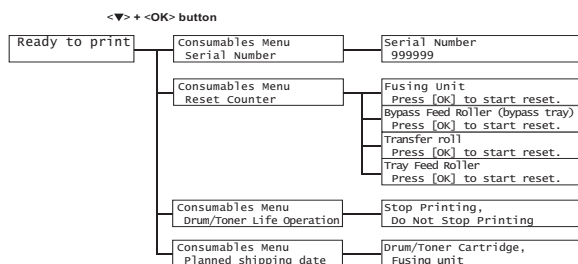 <▼> + <OK> button
Ready to print
Consumables Menu
Serial Number
Serial Number
999999
Consumables Menu
Reset Counter
Fusing Unit
Press [OK] to start reset.
Bypass Feed Roller (bypass tray)
Press [OK] to start reset.
Transfer roll
Press [OK] to start reset.
Tray Feed Roller
Press [OK] to start reset.
Consumables Menu
Drum/Toner Life Operation
Stop Printing,
Do Not Stop Printing
Consumables Menu
Planned shipping date
Drum/Toner Cartridge,
Fusing unit